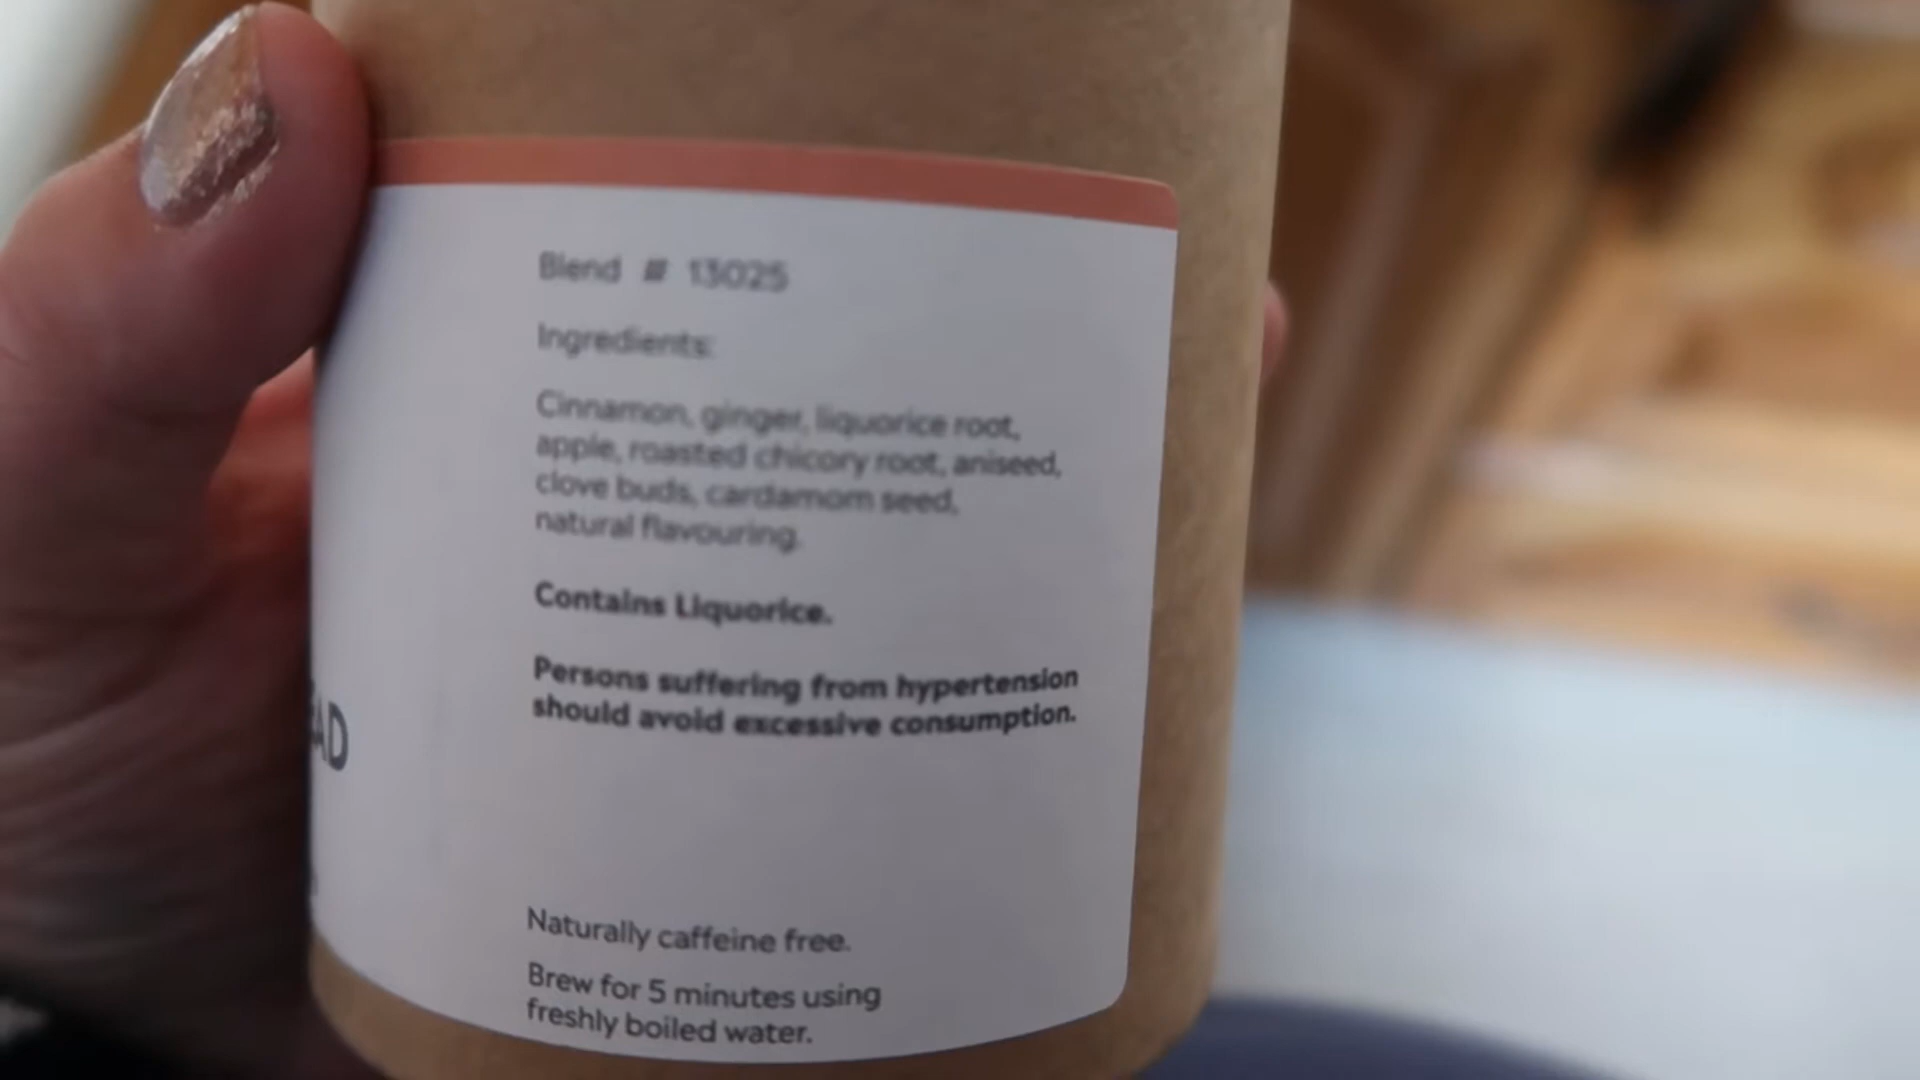 Blend # 13025
Ingredients:
Cinnamon, ginger, liquorice root,
apple, roasted chicory root, aniseed,
clove buds, cardamom seed,
natural flavouring.
Contains Liquorice.
Persons suffering from hypertension
should avoid excessive consumption.
AD
Naturally caffeine free.
Brew for 5 minutes using
freshly boiled water.